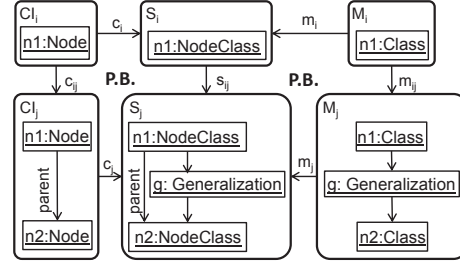 CIi
n1:Node
ci
Si
n1:NodeClass
mi
Mi
n1:Class
cij
P.B.
sij
P.B.
mij
CIj
n1:Node
parent
n2:Node
cj
Sj
n1:NodeClass
parent
g: Generalization
n2:NodeClass
mj
Mj
n1:Class
g: Generalization
n2:Class